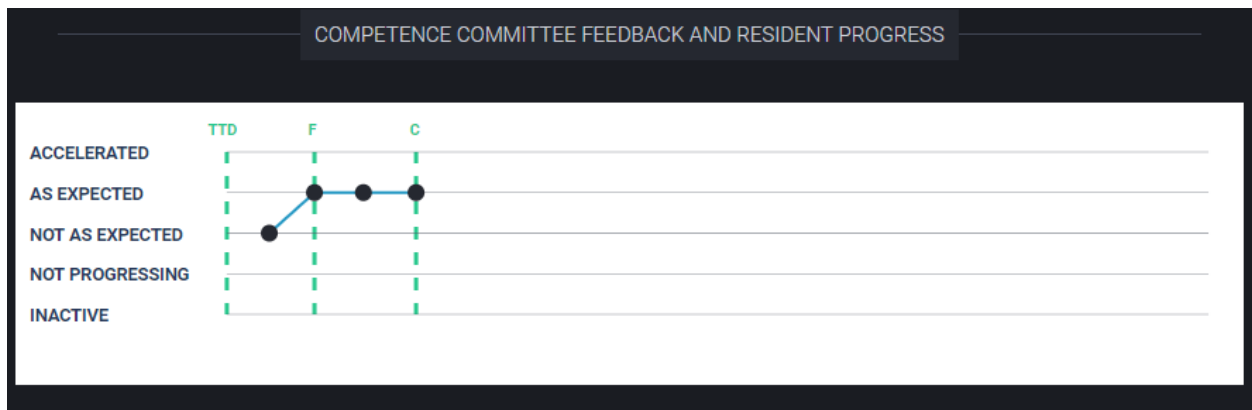 COMPETENCE COMMITTEE FEEDBACK AND RESIDENT PROGRESS
TTD F C
ACCELERATED
AS EXPECTED
NOT AS EXPECTED
NOT PROGRESSING
INACTIVE